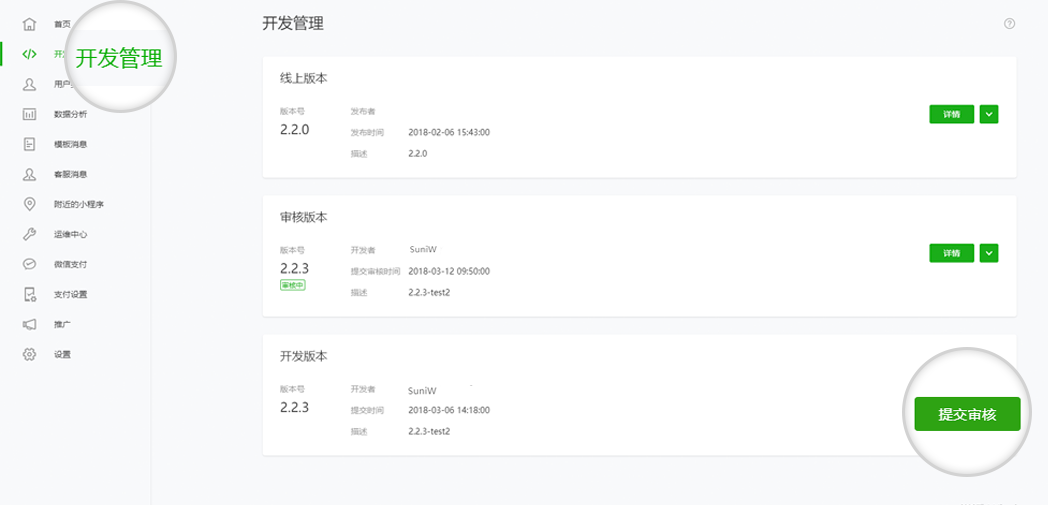 首页
开发管理
用户
数据分析
模板消息
客服消息
附近的小程序
运维中心
微信支付
支付设置
推广
设置
开发管理
线上版本
版本号 发布者
2.2.0
发布时间 2018-02-06 15:43:00
描述 2.2.0
详情
审核版本
版本号 开发者 SuniW
2.2.3
提交审核时间 2018-03-12 09:50:00
审核中
描述 2.2.3-test2
详情
开发版本
版本号 开发者 SuniW
2.2.3
提交时间 2018-03-06 14:18:00
描述 2.2.3-test2
提交审核